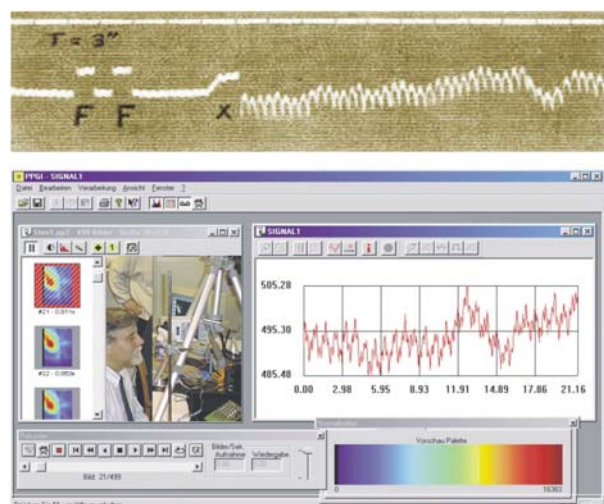 T = 3"
F F X
PPGI - SIGNAL1
Datei Bearbeiten Verarbeitung Ansicht Fenster ?
SIGNAL1
#21 - 0.811s
505.28
495.30
485.48
0.00 2.98 5.95 8.93 11.91 14.89 17.86 21.16
Bilder/Sek.
Aufnahme Wiedergabe
Bild 21/499
Vorschau Palette
0 16383